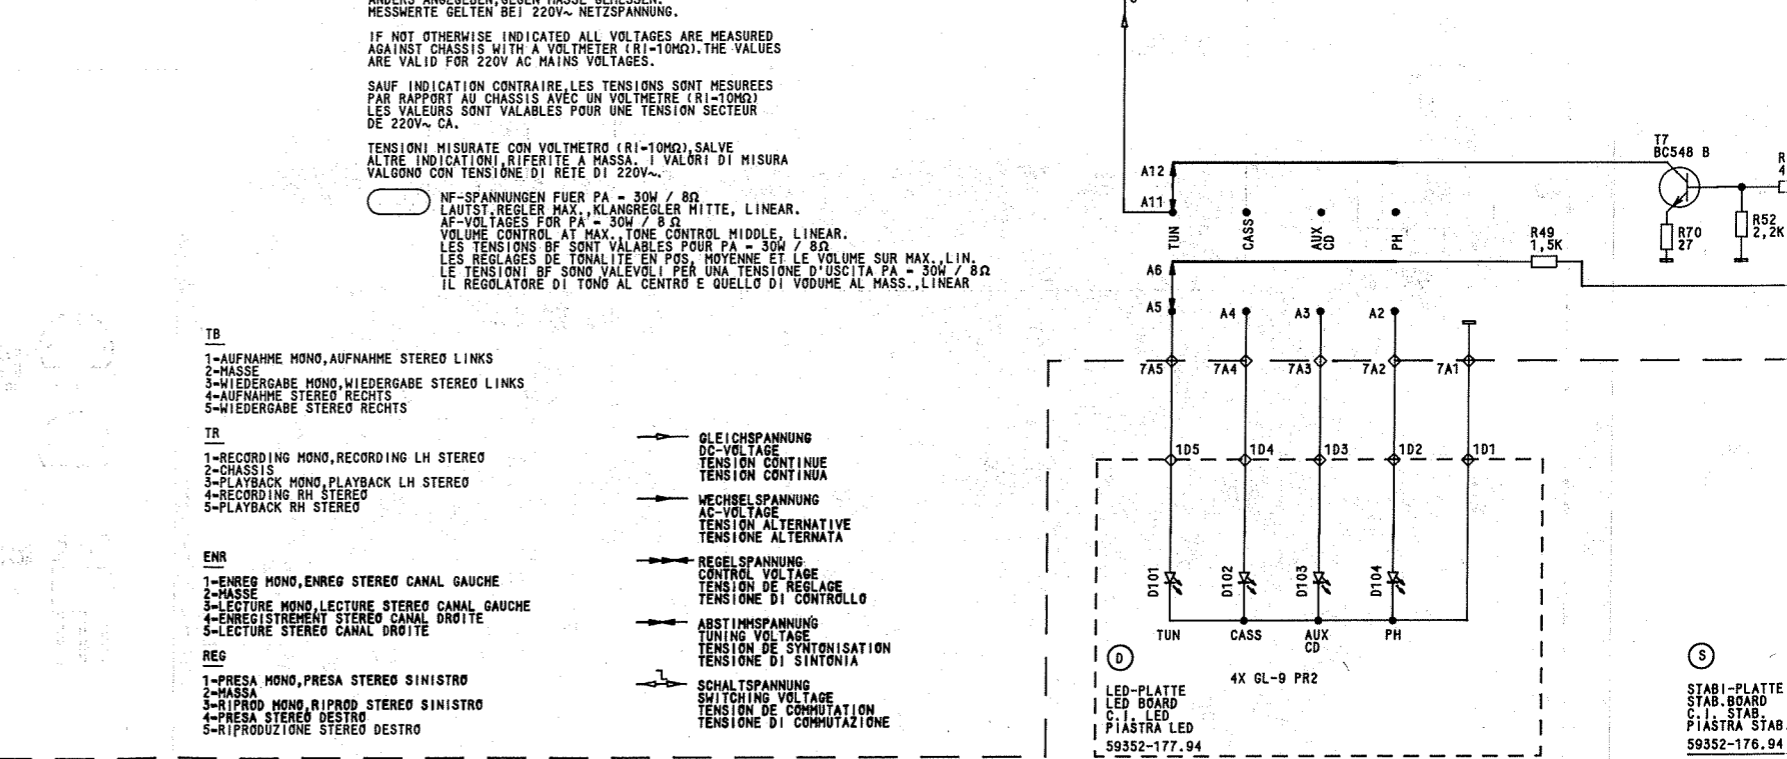 MESSWERTE GELTEN BEI 220V~ NETZSPANNUNG.
IF NOT OTHERWISE INDICATED ALL VOLTAGES ARE MEASURED
AGAINST CHASSIS WITH A VOLTMETER (RI=10MΩ).THE VALUES
ARE VALID FOR 220V AC MAINS VOLTAGES.
SAUF INDICATION CONTRAIRE,LES TENSIONS SONT MESUREES
PAR RAPPORT AU CHASSIS AVEC UN VOLTMETRE (RI=10MΩ)
LES VALEURS SONT VALABLES POUR UNE TENSION SECTEUR
DE 220V~ CA.
TENSIONI MISURATE CON VOLTMETRO (RI=10MΩ),SALVE
ALTRE INDICATIONI,RIFERITE A MASSA. I VALORI DI MISURA
VALGONO CON TENSIONE DI RETE DI 220V~.
NF-SPANNUNGEN FUER PA = 30W / 8Ω
LAUTST.REGLER MAX.,KLANGREGLER MITTE, LINEAR.
AF-VOLTAGES FOR PA = 30W / 8 Ω
VOLUME CONTROL AT MAX.,TONE CONTROL MIDDLE, LINEAR.
LES TENSIONS BF SONT VALABLES POUR PA = 30W / 8Ω
LES REGLAGES DE TONALITE EN POS. MOYENNE ET LE VOLUME SUR MAX.,LIN.
LE TENSIONI BF SONO VALEVOLI PER UNA TENSIONE D'USCITA PA = 30W / 8Ω
IL REGOLATORE DI TONO AL CENTRO E QUELLO DI VODUME AL MASS.,LINEAR
TB
1=AUFNAHME MONO,AUFNAHME STEREO LINKS
2=MASSE
3=WIEDERGABE MONO,WIEDERGABE STEREO LINKS
4=AUFNAHME STEREO RECHTS
5=WIEDERGABE STEREO RECHTS
TR
1=RECORDING MONO,RECORDING LH STEREO
2=CHASSIS
3=PLAYBACK MONO,PLAYBACK LH STEREO
4=RECORDING RH STEREO
5=PLAYBACK RH STEREO
ENR
1=ENREG MONO,ENREG STEREO CANAL GAUCHE
2=MASSE
3=LECTURE MONO,LECTURE STEREO CANAL GAUCHE
4=ENREGISTREMENT STEREO CANAL DROITE
5=LECTURE STEREO CANAL DROITE
REG
1=PRESA MONO,PRESA STEREO SINISTRO
2=MASSA
3=RIPROD MONO,RIPROD STEREO SINISTRO
4=PRESA STEREO DESTRO
5=RIPRODUZIONE STEREO DESTRO
GLEICHSPANNUNG
DC-VOLTAGE
TENSION CONTINUE
TENSION CONTINUA
WECHSELSPANNUNG
AC-VOLTAGE
TENSION ALTERNATIVE
TENSIONE ALTERNATA
REGELSPANNUNG
CONTROL VOLTAGE
TENSION DE REGLAGE
TENSIONE DI CONTROLLO
ABSTIMMSPANNUNG
TUNING VOLTAGE
TENSION DE SYNTONISATION
TENSIONE DI SINTONIA
SCHALTSPANNUNG
SWITCHING VOLTAGE
TENSION DE COMMUTATION
TENSIONE DI COMMUTAZIONE
T7
BC548 B
A12
A11
TUN
CASS
AUX
CD
PH
R70
27
R52
2,2K
R49
1,5K
A6
A5
A4
A3
A2
7A5
7A4
7A3
7A2
7A1
1D5
1D4
1D3
1D2
1D1
D101
D102
D103
D104
TUN
CASS
AUX
CD
PH
4X GL-9 PR2
D
LED-PLATTE
LED BOARD
C.I. LED
PIASTRA LED
59352-177.94
S
STABI-PLATTE
STAB.BOARD
C.I. STAB.
PIASTRA STAB.
59352-176.94